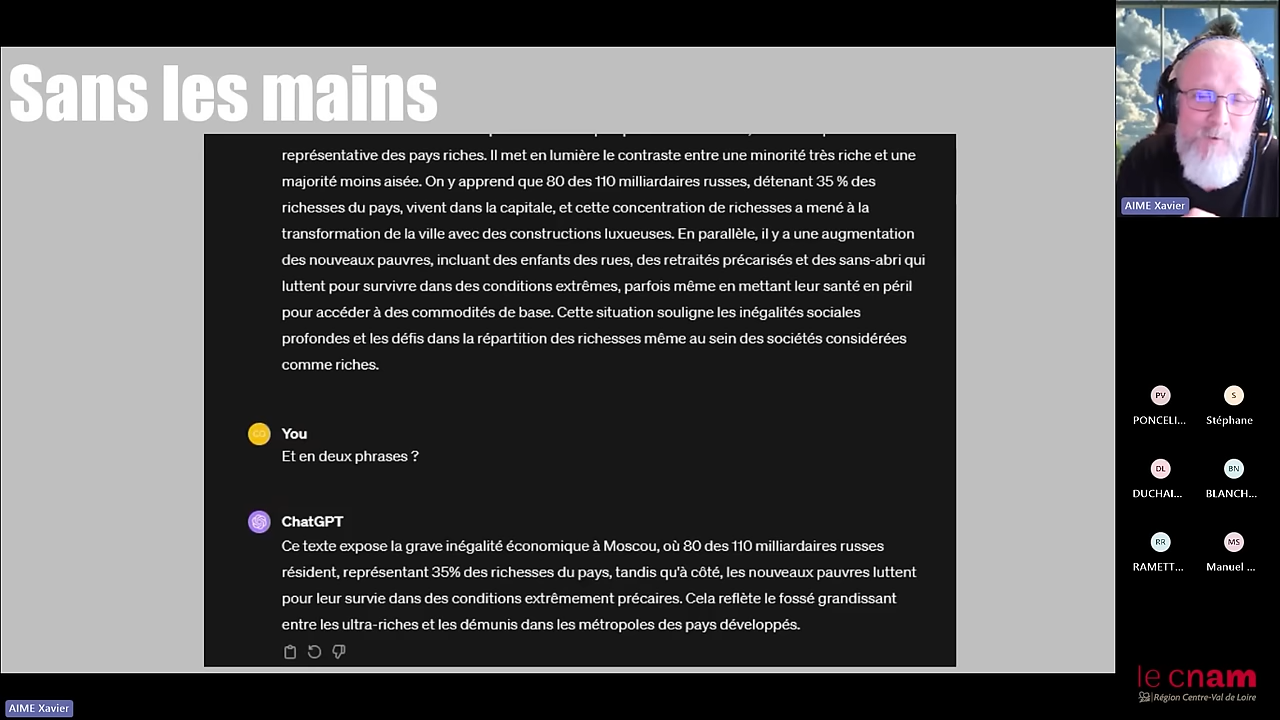 Sans les mains
représentative des pays riches. Il met en lumière le contraste entre une minorité très riche et une
majorité moins aisée. On y apprend que 80 des 110 milliardaires russes, détenant 35 % des
richesses du pays, vivent dans la capitale, et cette concentration de richesses a mené à la
transformation de la ville avec des constructions luxueuses. En parallèle, il y a une augmentation
des nouveaux pauvres, incluant des enfants des rues, des retraités précarisés et des sans-abri qui
luttent pour survivre dans des conditions extrêmes, parfois même en mettant leur santé en péril
pour accéder à des commodités de base. Cette situation souligne les inégalités sociales
profondes et les défis dans la répartition des richesses même au sein des sociétés considérées
comme riches.
You
Et en deux phrases ?
ChatGPT
Ce texte expose la grave inégalité économique à Moscou, où 80 des 110 milliardaires russes
résident, représentant 35% des richesses du pays, tandis qu'à côté, les nouveaux pauvres luttent
pour leur survie dans des conditions extrêmement précaires. Cela reflète le fossé grandissant
entre les ultra-riches et les démunis dans les métropoles des pays développés.
AIME Xavier
PV
S
PONCELI...
Stéphane
DL
BN
DUCHAI...
BLANCH...
RR
MS
RAMETT...
Manuel ...
le cnam
Région Centre-Val de Loire
AIME Xavier